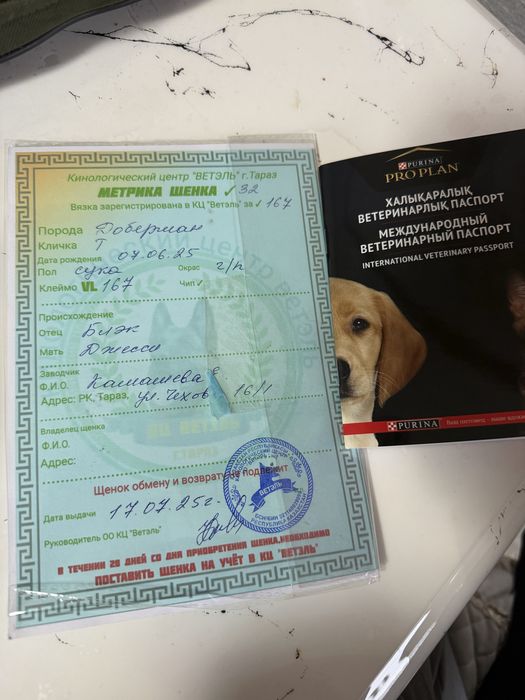 Кинологический центр "ВЕТЭЛЬ" г.Тараз
МЕТРИКА ЩЕНКА ✓ 32
Вязка зарегистрирована в КЦ "Ветэль" за ✓ 167
Порода Доберман
Кличка Т
Дата рождения 07.06.25
Пол сука Окрас ч/п
Клеймо VL 167 Чип ✓
Происхождение
Отец Блэк
Мать Джесси
Заводчик
Ф.И.О. Камашева Е
Адрес: РК, Тараз, ул. Чехова 16/1
Владелец щенка
Ф.И.О.
Адрес:
Щенок обмену и возврату не подлежит
Дата выдачи 17.07.25г.
Руководитель ОО КЦ "Ветэль"
В ТЕЧЕНИИ 20 ДНЕЙ СО ДНЯ ПРИОБРЕТЕНИЯ ЩЕНКА,НЕОБХОДИМО
ПОСТАВИТЬ ЩЕНКА НА УЧЁТ В КЦ "ВЕТЭЛЬ"
ВЕТЭЛЬ
PURINA
PRO PLAN
ХАЛЫҚАРАЛЫҚ
ВЕТЕРИНАРЛЫҚ ПАСПОРТ
МЕЖДУНАРОДНЫЙ
ВЕТЕРИНАРНЫЙ ПАСПОРТ
INTERNATIONAL VETERINARY PASSPORT
PURINA
Ваш питомец - наше